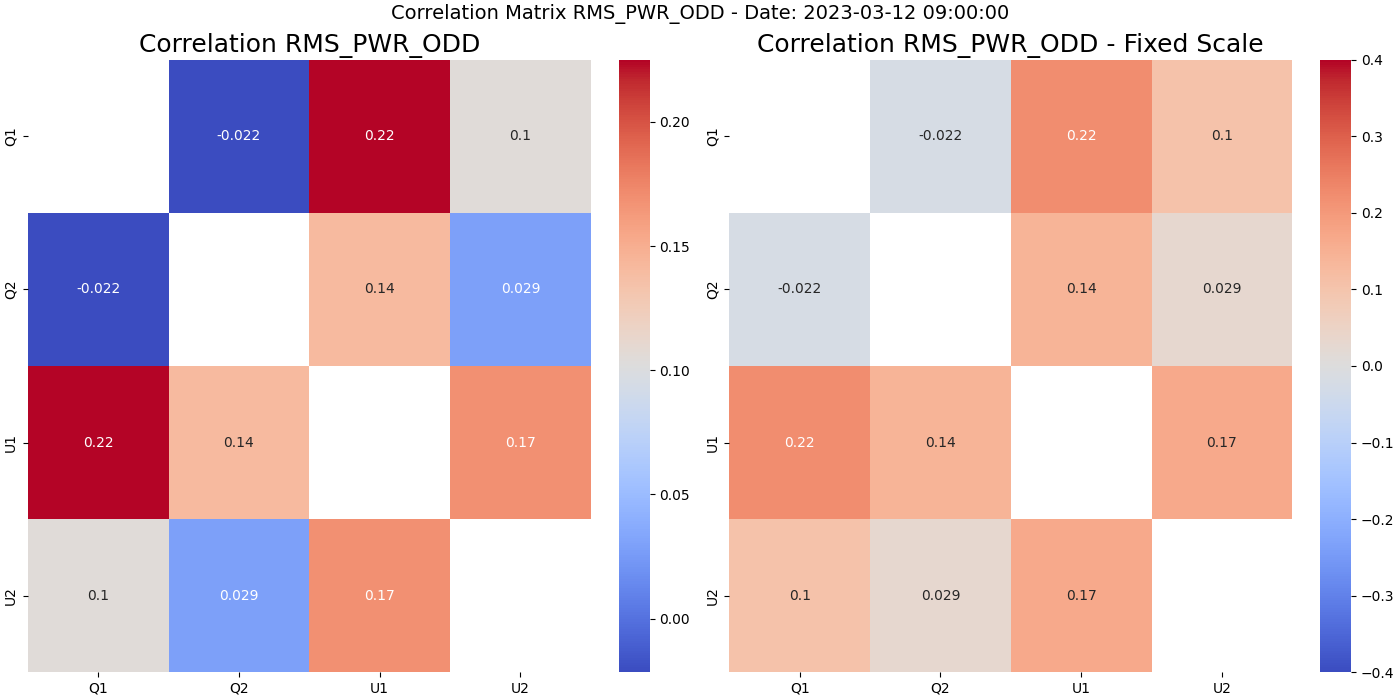 Correlation Matrix RMS_PWR_ODD - Date: 2023-03-12 09:00:00
Correlation RMS_PWR_ODD
Q1
-0.022
0.22
0.1
Q2
-0.022
0.14
0.029
U1
0.22
0.14
0.17
U2
0.1
0.029
0.17
Q1
Q2
U1
U2
0.20
0.15
0.10
0.05
0.00
Correlation RMS_PWR_ODD - Fixed Scale
Q1
-0.022
0.22
0.1
Q2
-0.022
0.14
0.029
U1
0.22
0.14
0.17
U2
0.1
0.029
0.17
Q1
Q2
U1
U2
0.4
0.3
0.2
0.1
0.0
−0.1
−0.2
−0.3
−0.4